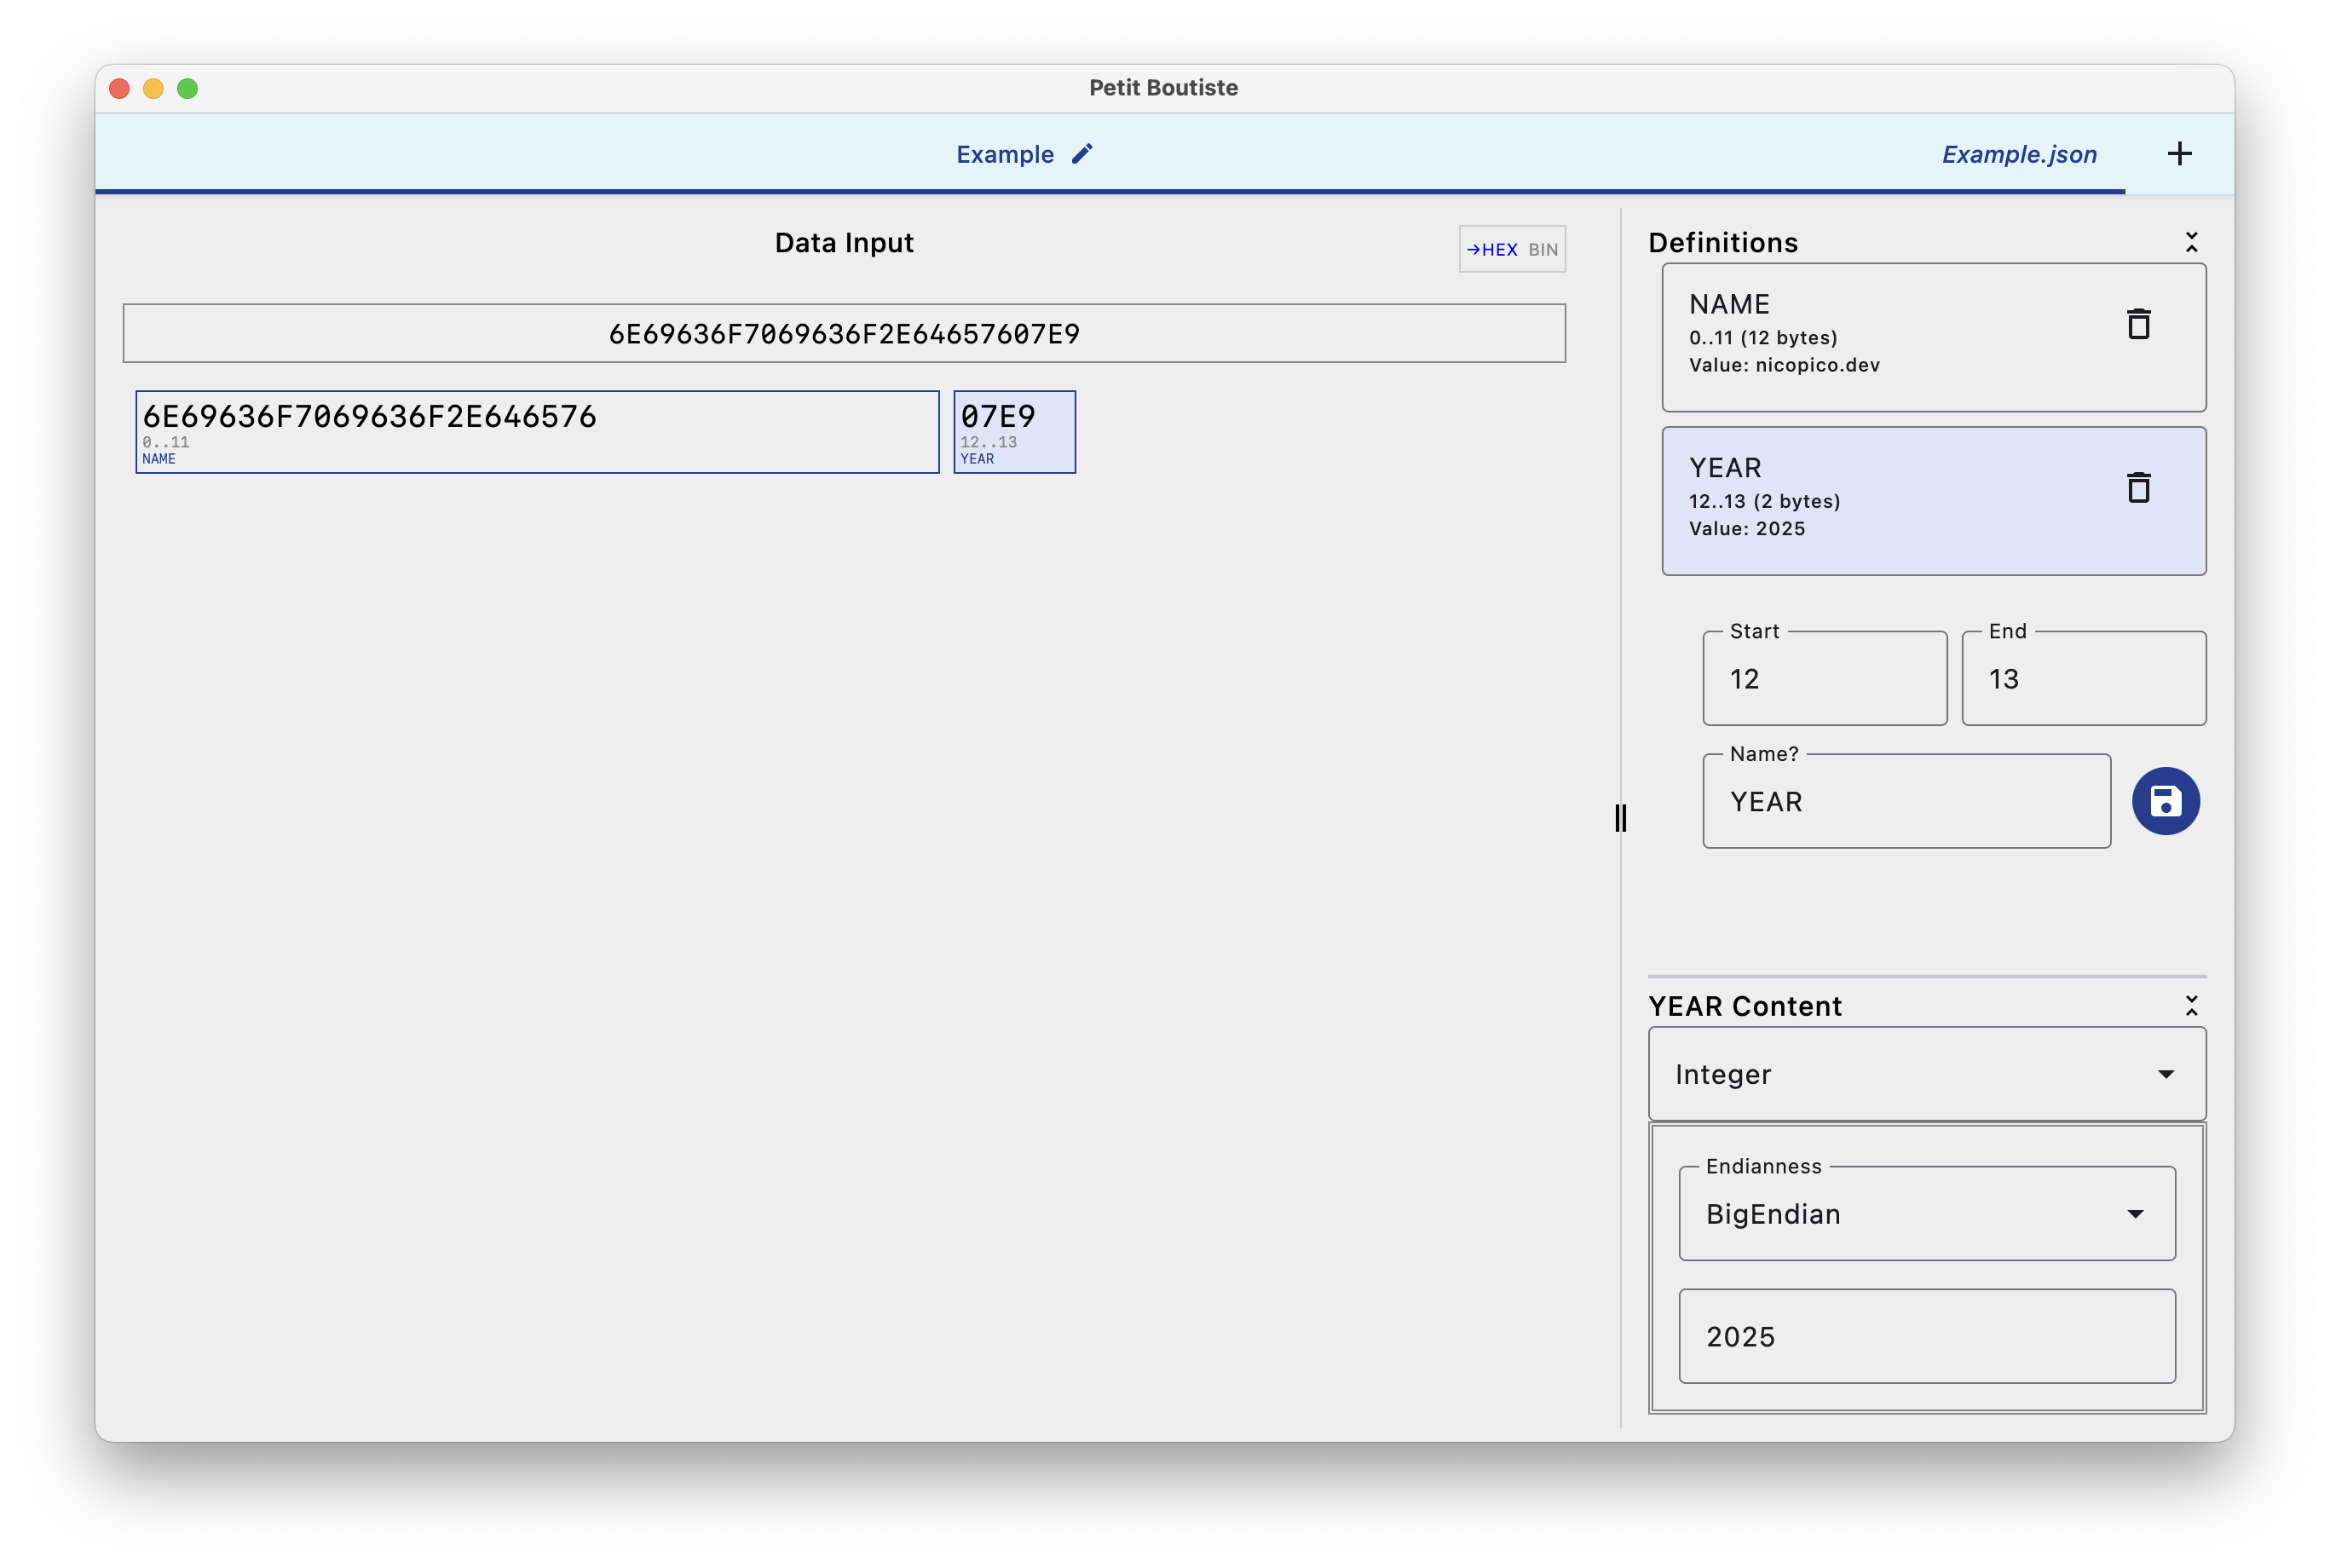 Petit Boutiste
Example
Example.json
Data Input
→HEX BIN
6E69636F7069636F2E64657607E9
6E69636F7069636F2E646576
0..11
NAME
07E9
12..13
YEAR
Definitions
NAME
0..11 (12 bytes)
Value: nicopico.dev
YEAR
12..13 (2 bytes)
Value: 2025
Start
12
End
13
Name?
YEAR
YEAR Content
Integer
Endianness
BigEndian
2025